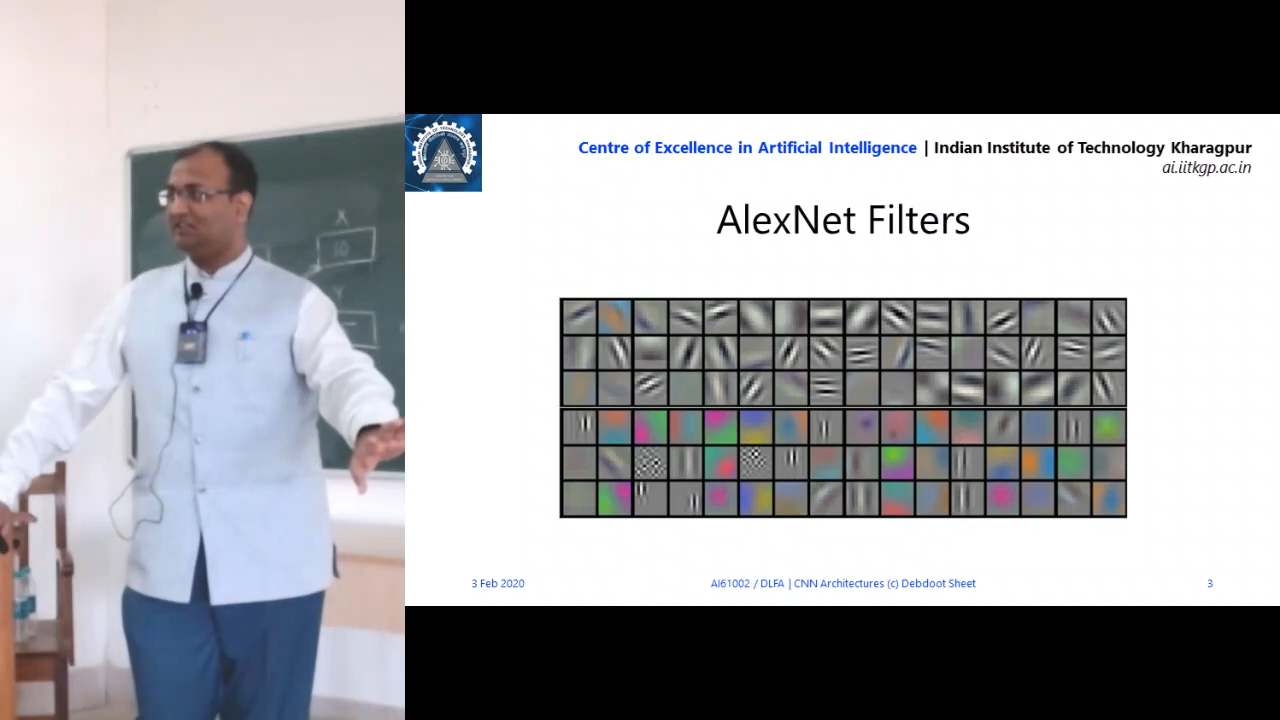 X
10
Y
Centre of Excellence in Artificial Intelligence | Indian Institute of Technology Kharagpur
ai.iitkgp.ac.in
AlexNet Filters
3 Feb 2020
AI61002 / DLFA | CNN Architectures (c) Debdoot Sheet
3